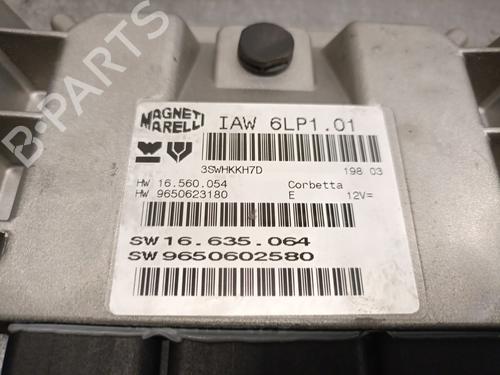 B-PARTS
MAGNETI
MARELLI
IAW 6LP1.01
3SWHKKH7D 198 03
HW 16.560.054 Corbetta
HW 9650623180 E 12V=
SW 16.635.064
SW 9650602580